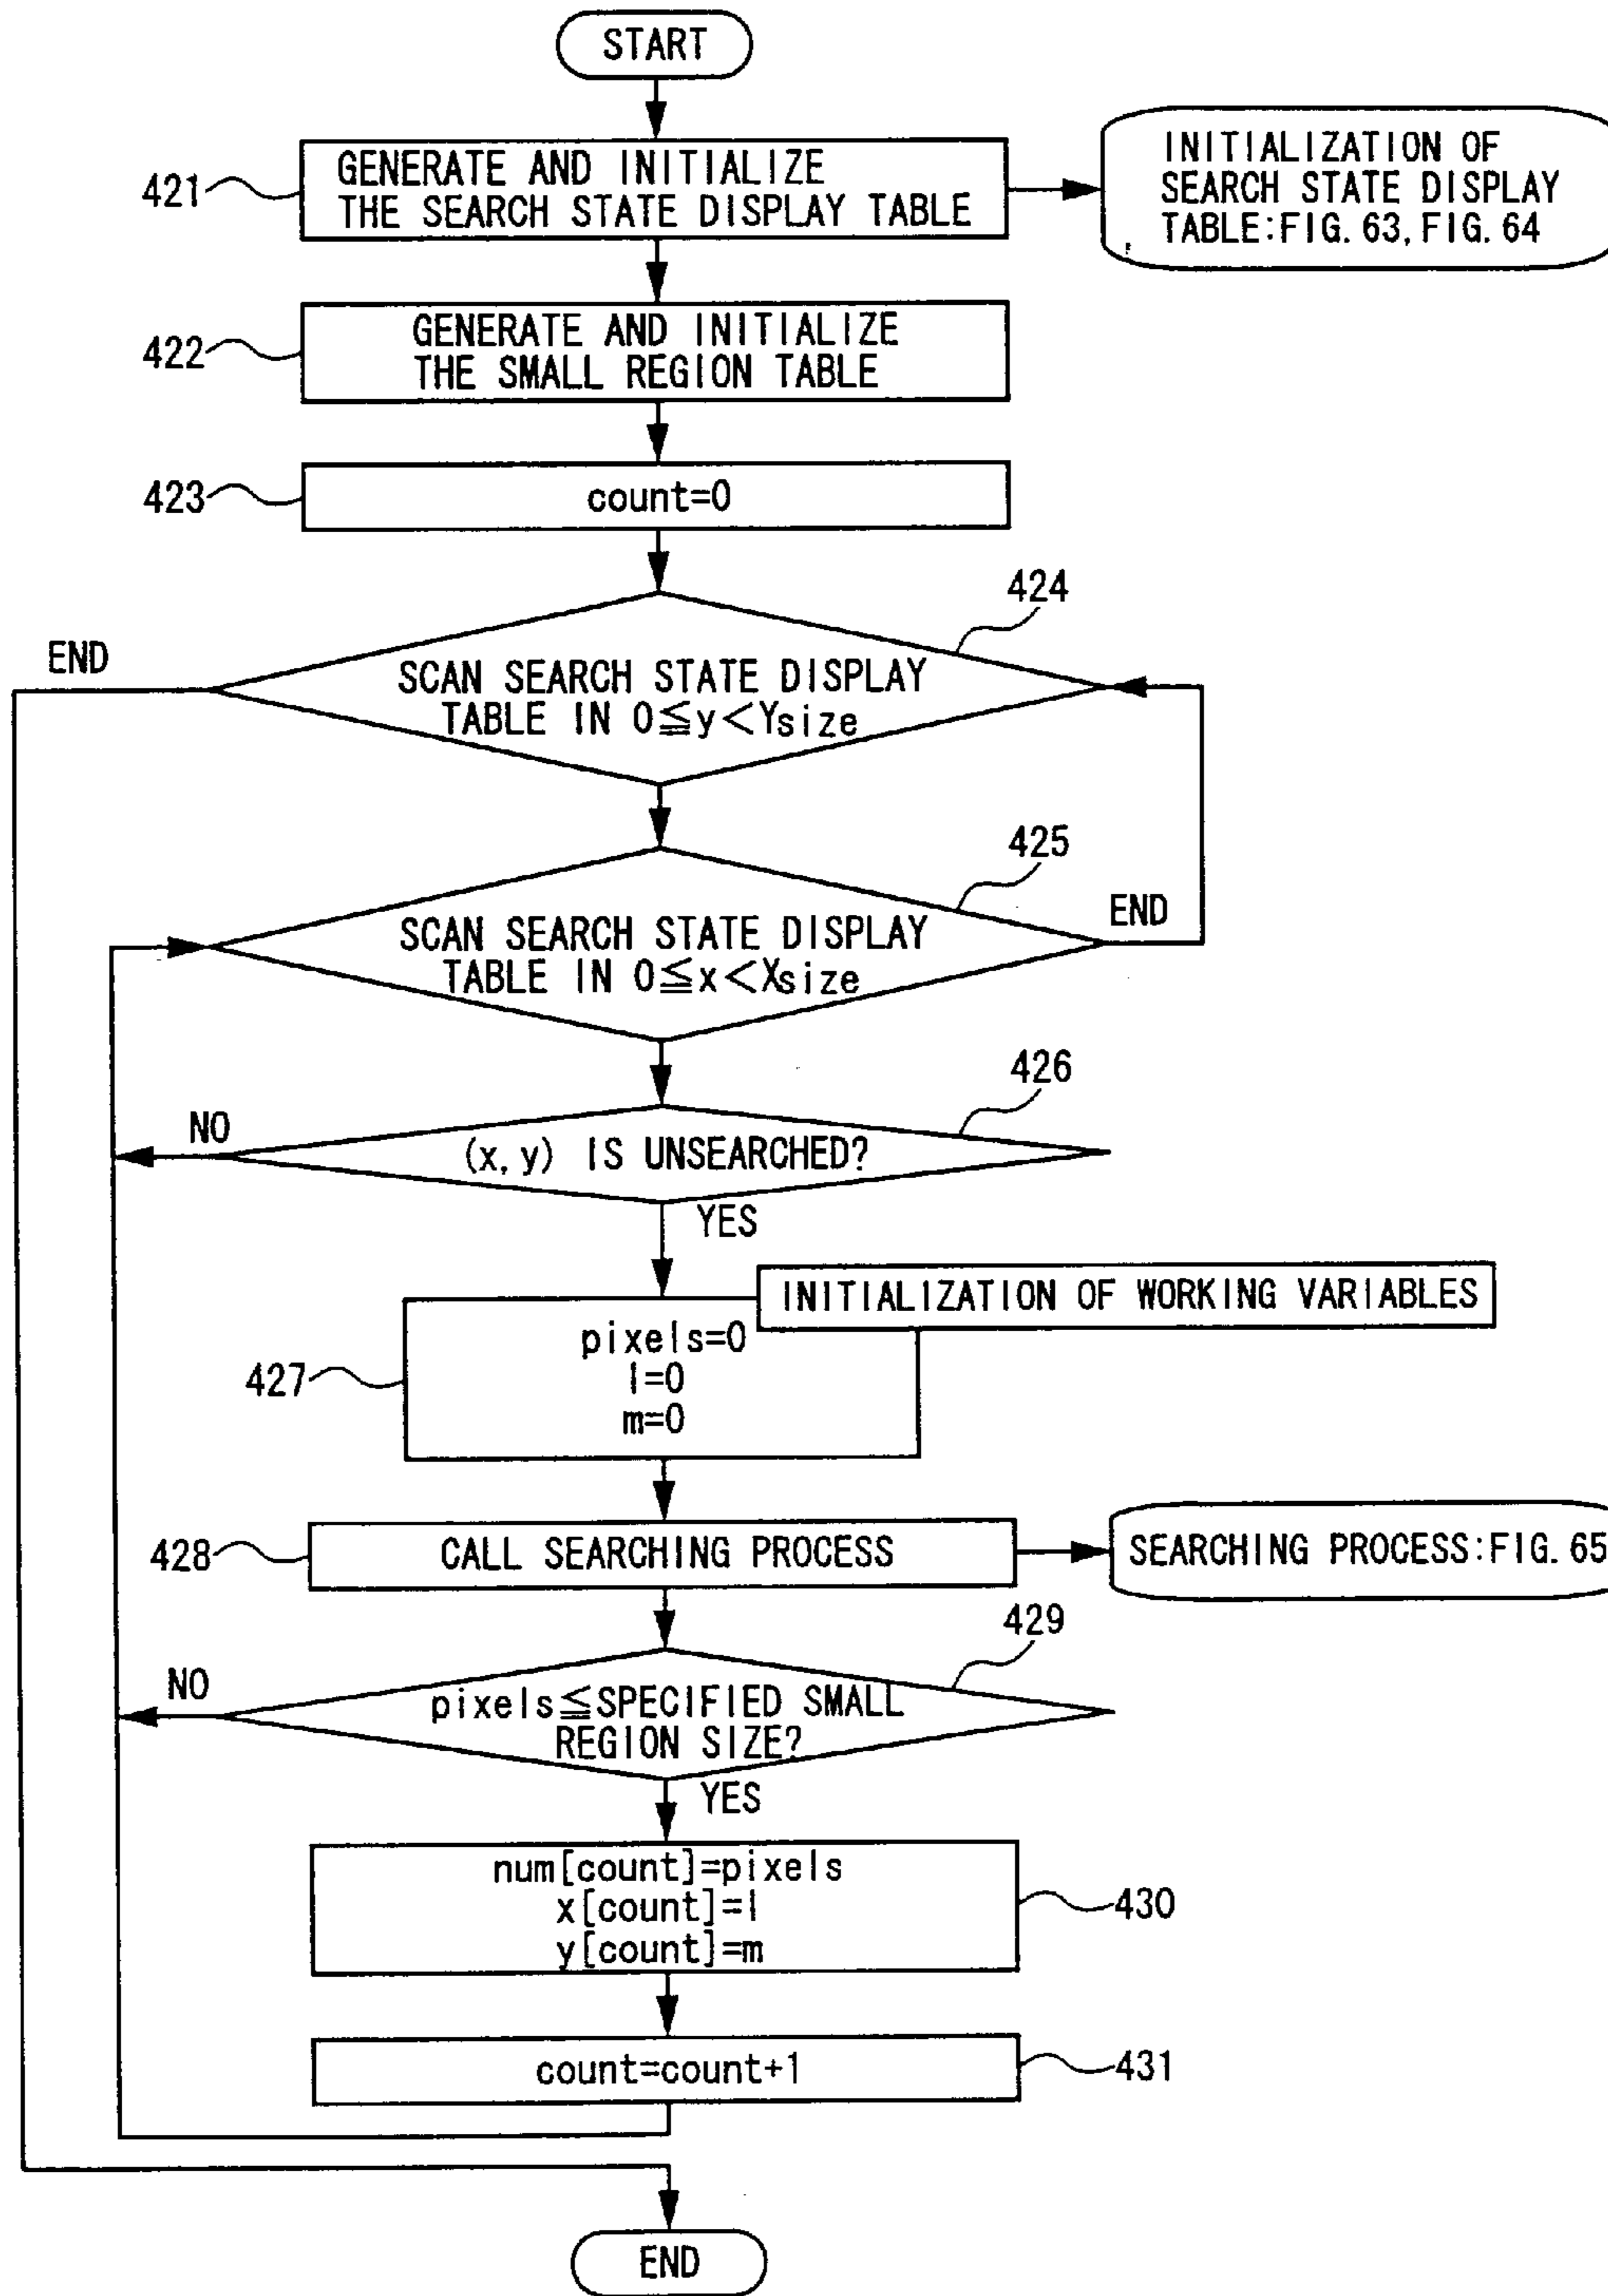 START
421
GENERATE AND INITIALIZE
THE SEARCH STATE DISPLAY TABLE
INITIALIZATION OF
SEARCH STATE DISPLAY
TABLE:FIG. 63, FIG. 64
422
GENERATE AND INITIALIZE
THE SMALL REGION TABLE
423
count=0
424
END
SCAN SEARCH STATE DISPLAY
TABLE IN 0≦y<Ysize
425
END
SCAN SEARCH STATE DISPLAY
TABLE IN 0≦x<Xsize
426
NO
(x, y) IS UNSEARCHED?
YES
INITIALIZATION OF WORKING VARIABLES
427
pixels=0
l=0
m=0
428
CALL SEARCHING PROCESS
SEARCHING PROCESS:FIG. 65
429
NO
pixels≦SPECIFIED SMALL
REGION SIZE?
YES
num[count]=pixels
x[count]=l
y[count]=m
430
count=count+1
431
END